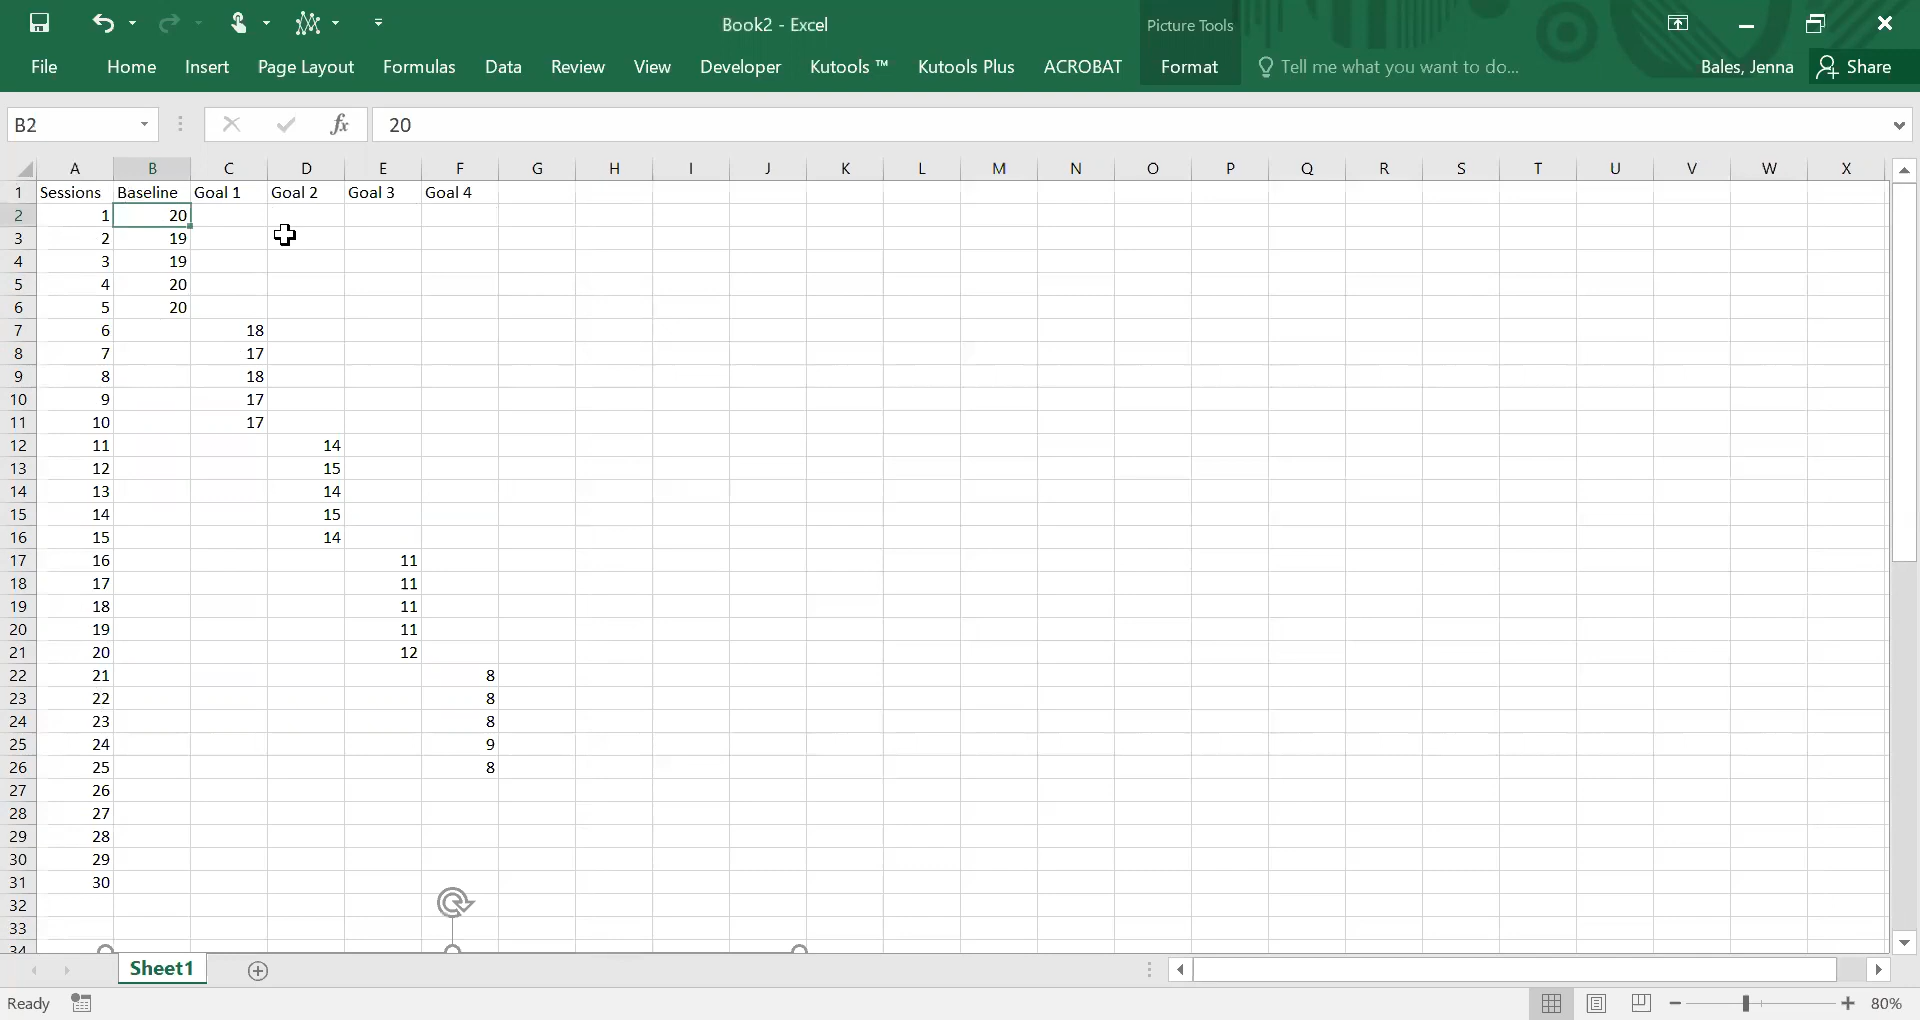 Book2 - Excel
Picture Tools
File Home Insert Page Layout Formulas Data Review View Developer Kutools ™ Kutools Plus ACROBAT Format Tell me what you want to do... Bales, Jenna Share
B2 fx 20
A B C D E F G H I J K L M N O P Q R S T U V W X
1 Sessions Baseline Goal 1 Goal 2 Goal 3 Goal 4
2 1 20
3 2 19
4 3 19
5 4 20
6 5 20
7 6 18
8 7 17
9 8 18
10 9 17
11 10 17
12 11 14
13 12 15
14 13 14
15 14 15
16 15 14
17 16 11
18 17 11
19 18 11
20 19 11
21 20 12
22 21 8
23 22 8
24 23 8
25 24 9
26 25 8
27 26
28 27
29 28
30 29
31 30
32
33
34
Sheet1
Ready 80%